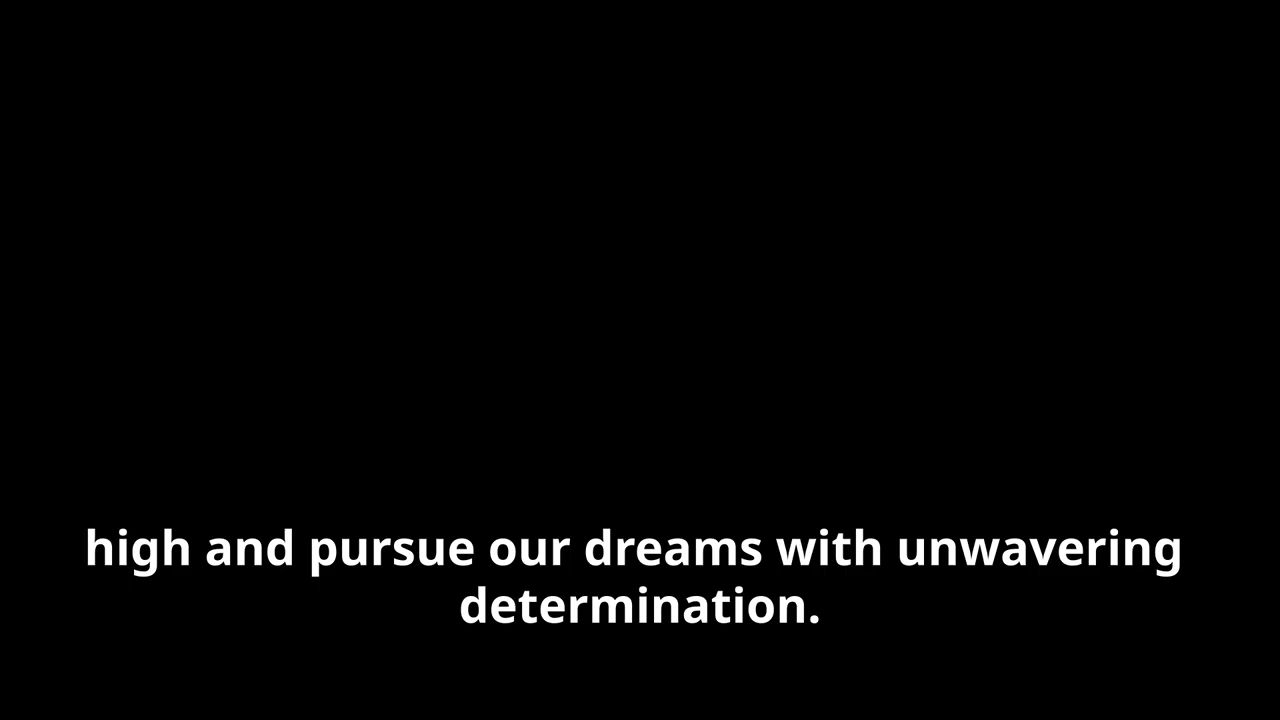 high and pursue our dreams with unwavering
determination.